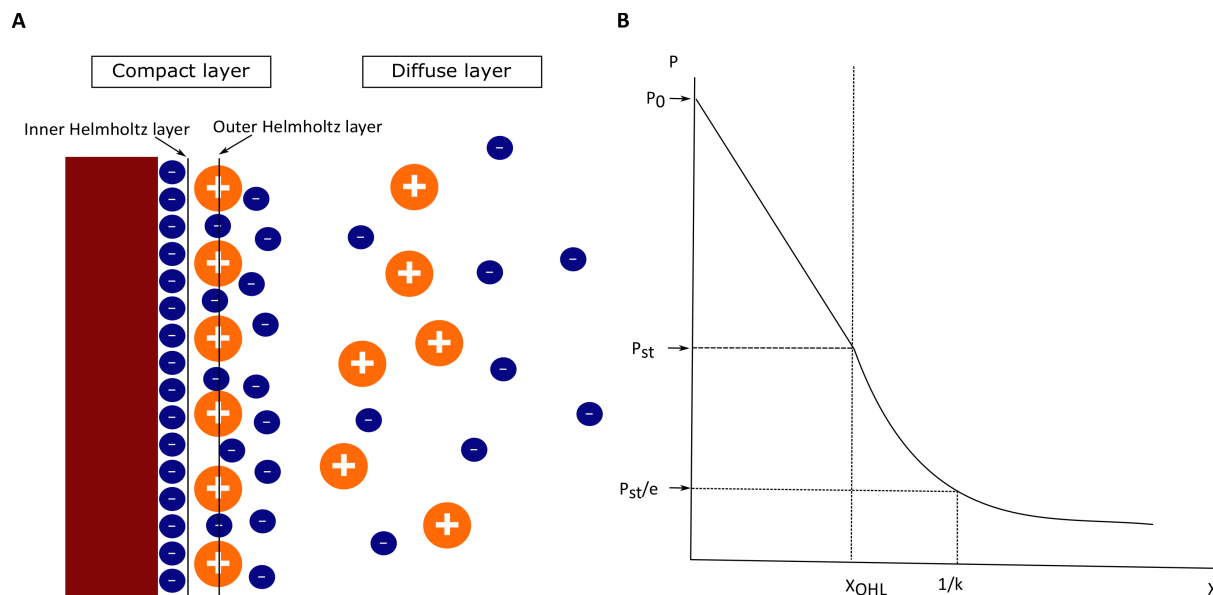 A
Compact layer
Diffuse layer
Inner Helmholtz layer
Outer Helmholtz layer
B
P
P0
Pst
Pst/e
XOHL
1/k
X